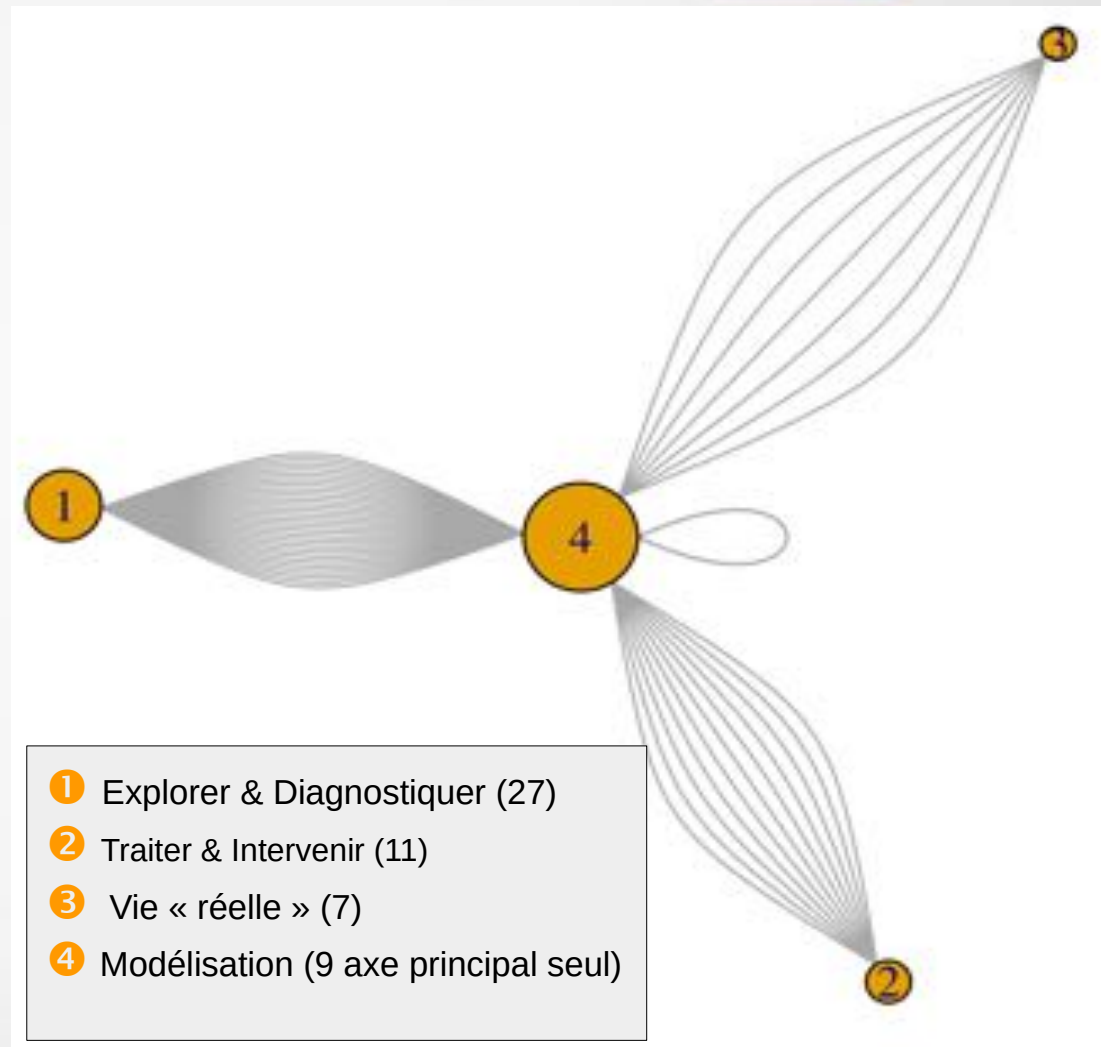 3
1
4
❶ Explorer & Diagnostiquer (27)
❷ Traiter & Intervenir (11)
❸ Vie « réelle » (7)
❹ Modélisation (9 axe principal seul)
2